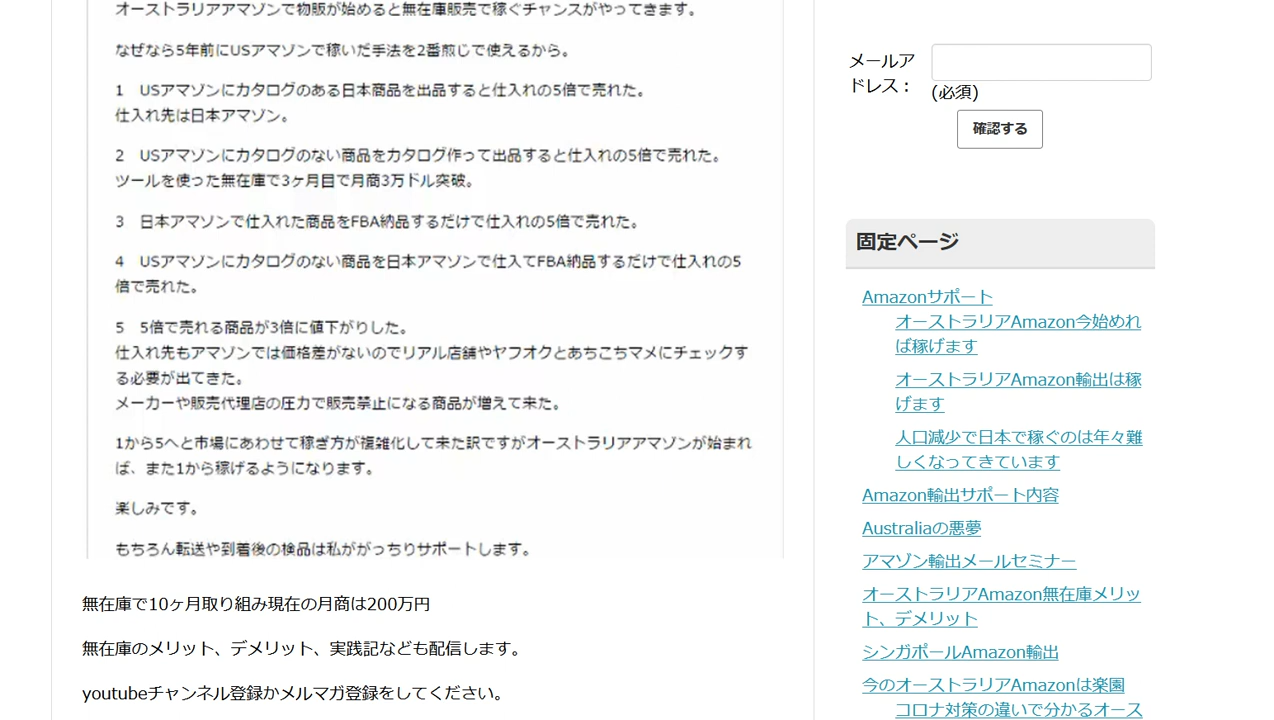 オーストラリアアマゾンで物販が始めると無在庫販売で稼ぐチャンスがやってきます。
なぜなら5年前にUSアマゾンで稼いだ手法を2番煎じで使えるから。
1　USアマゾンにカタログのある日本商品を出品すると仕入れの5倍で売れた。
仕入れ先は日本アマゾン。
2　USアマゾンにカタログのない商品をカタログ作って出品すると仕入れの5倍で売れた。
ツールを使った無在庫で3ヶ月目で月商3万ドル突破。
3　日本アマゾンで仕入れた商品をFBA納品するだけで仕入れの5倍で売れた。
4　USアマゾンにカタログのない商品を日本アマゾンで仕入てFBA納品するだけで仕入れの5
倍で売れた。
5　5倍で売れる商品が3倍に値下がりした。
仕入れ先もアマゾンでは価格差がないのでリアル店舗やヤフオクとあちこちマメにチェックす
る必要が出てきた。
メーカーや販売代理店の圧力で販売禁止になる商品が増えて来た。
1から5へと市場にあわせて稼ぎ方が複雑化して来た訳ですがオーストラリアアマゾンが始まれ
ば、また1から稼げるようになります。
楽しみです。
もちろん転送や到着後の検品は私ががっちりサポートします。
無在庫で10ヶ月取り組み現在の月商は200万円
無在庫のメリット、デメリット、実践記なども配信します。
youtubeチャンネル登録かメルマガ登録をしてください。
メールア
ドレス：
(必須)
確認する
固定ページ
Amazonサポート
オーストラリアAmazon今始めれ
ば稼げます
オーストラリアAmazon輸出は稼
げます
人口減少で日本で稼ぐのは年々難
しくなってきています
Amazon輸出サポート内容
Australiaの悪夢
アマゾン輸出メールセミナー
オーストラリアAmazon無在庫メリッ
ト、デメリット
シンガポールAmazon輸出
今のオーストラリアAmazonは楽園
コロナ対策の違いで分かるオース